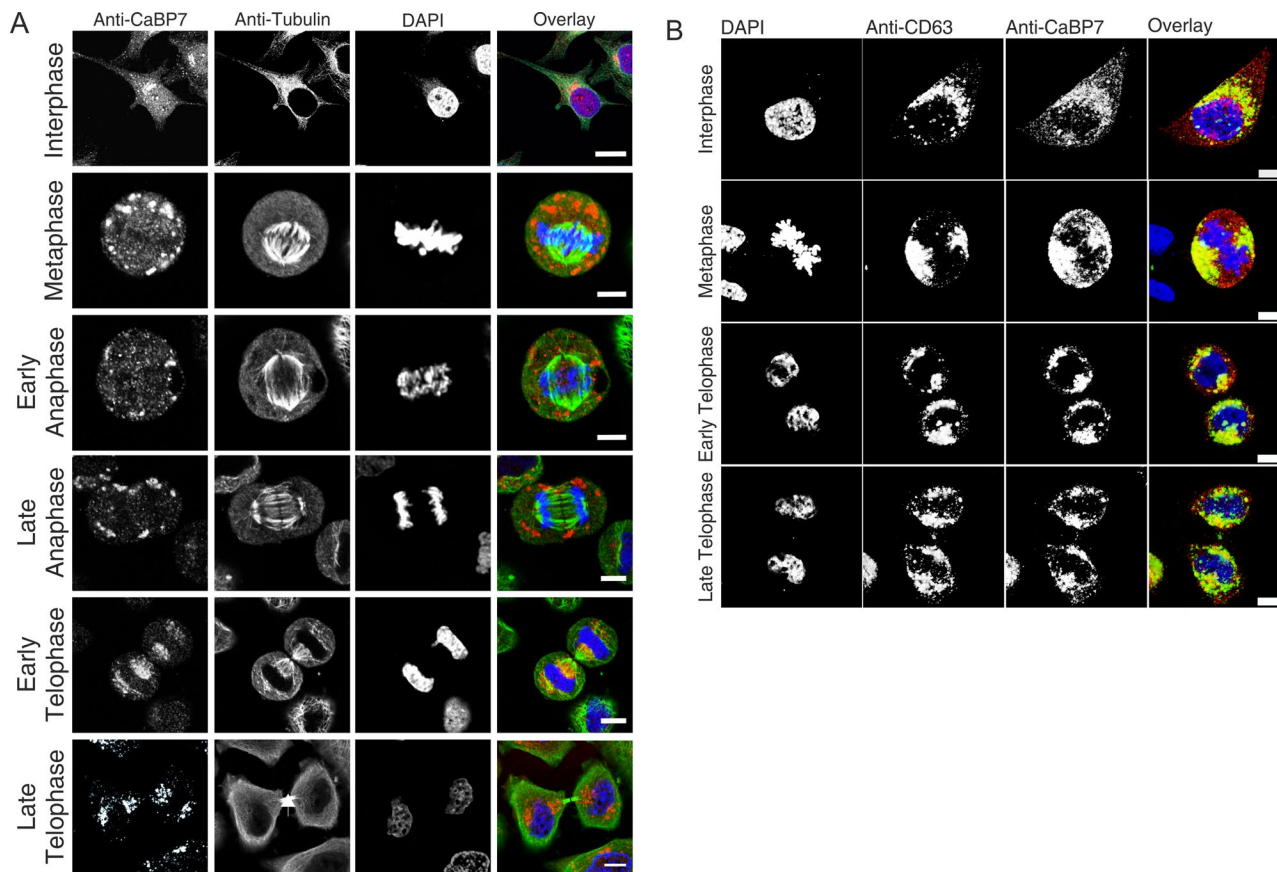 A
Anti-CaBP7 Anti-Tubulin DAPI Overlay
Interphase
Metaphase
Early
Anaphase
Late
Anaphase
Early
Telophase
Late
Telophase
B
DAPI Anti-CD63 Anti-CaBP7 Overlay
Interphase
Metaphase
Early Telophase
Late Telophase